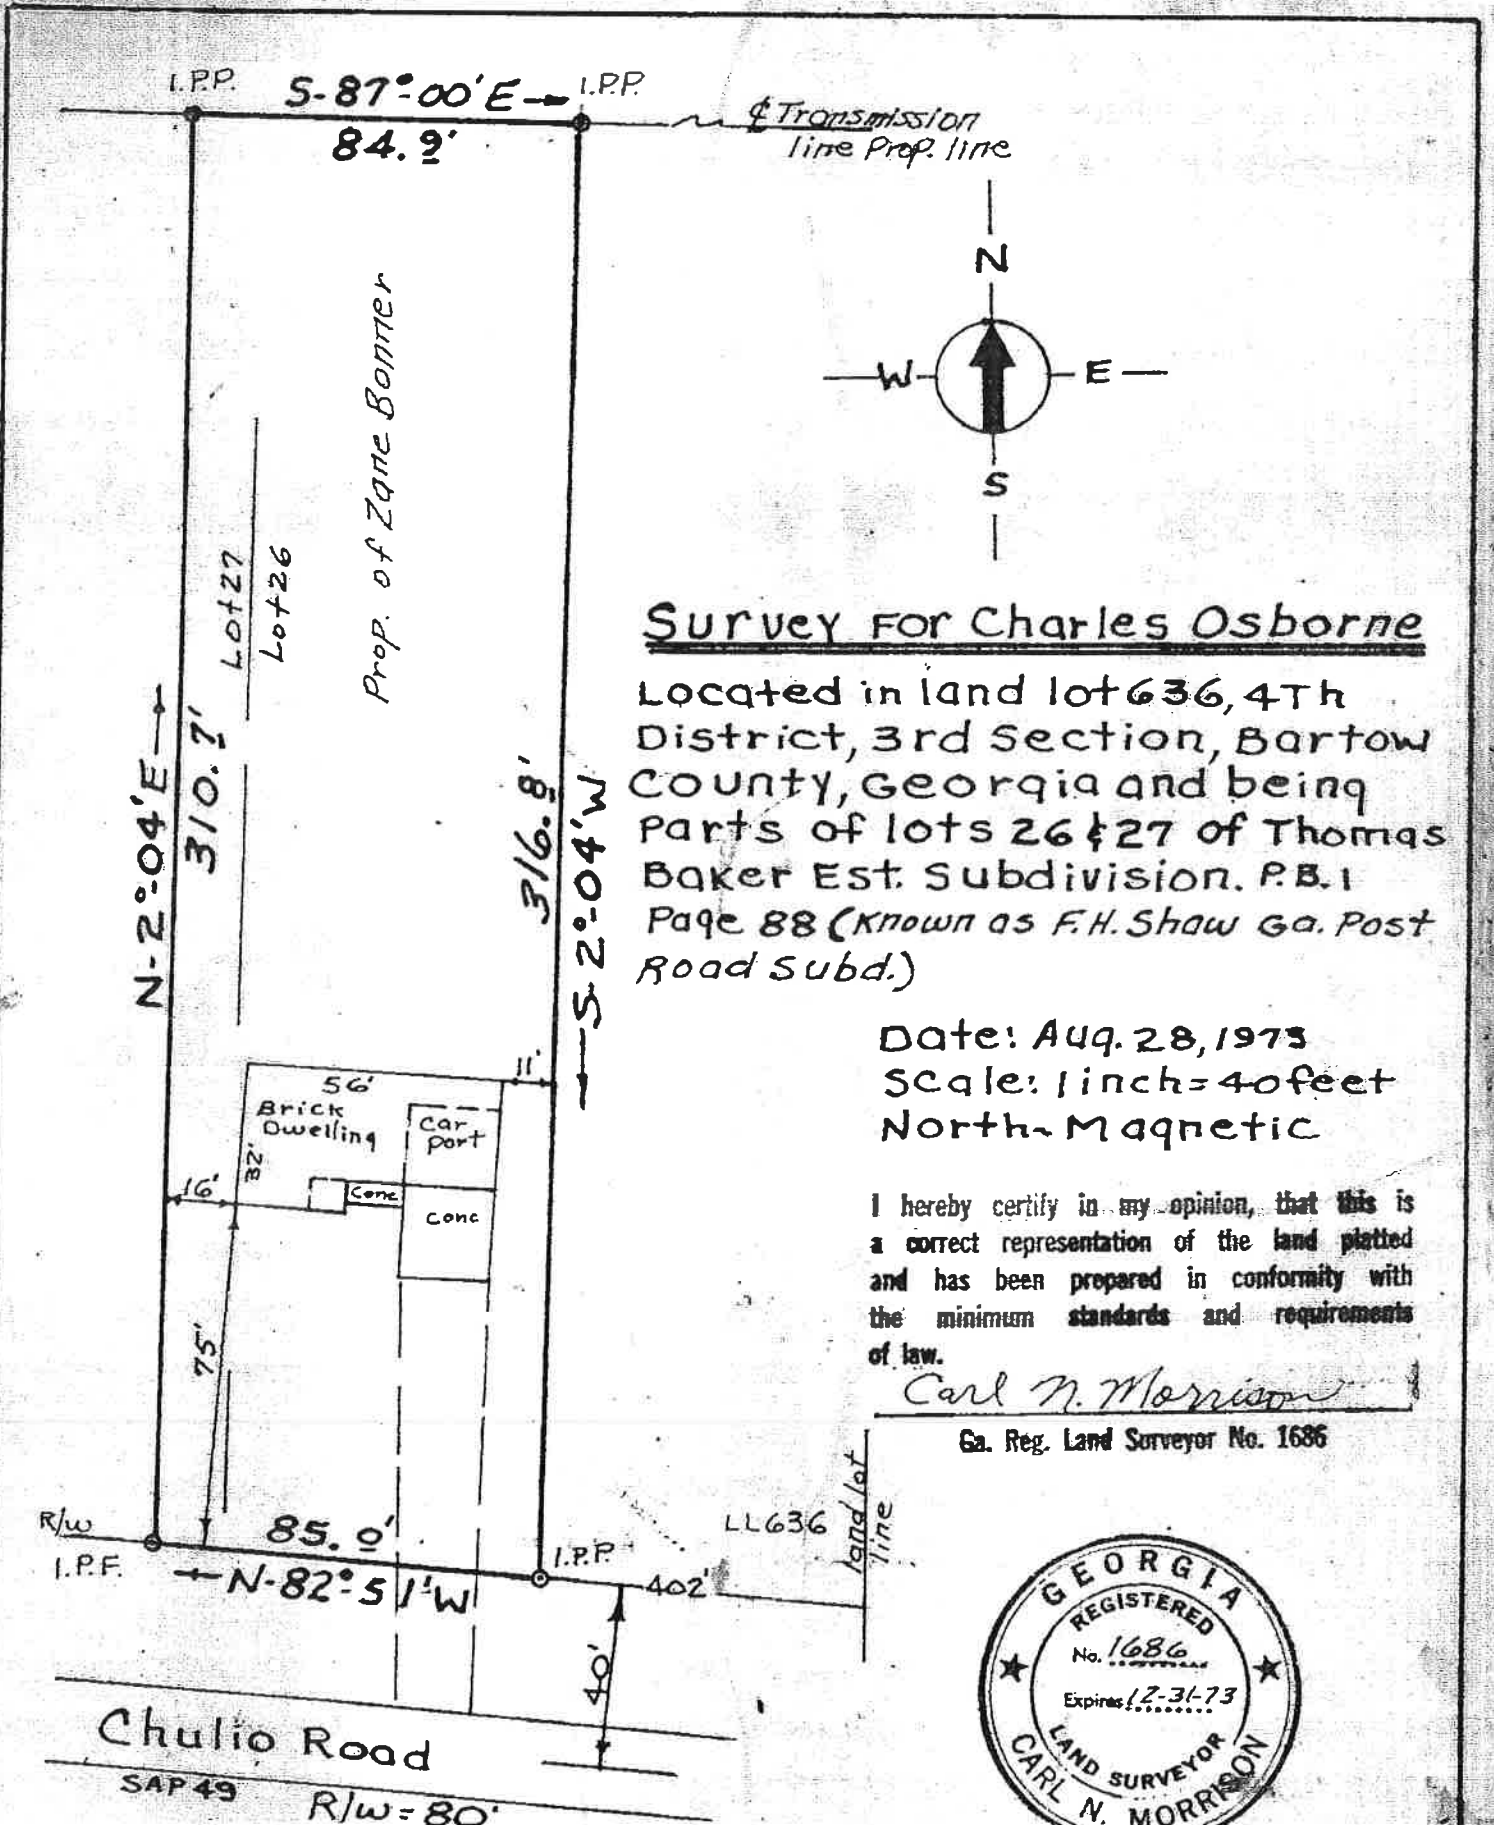 I.P.P.
S-87°-00'E
I.P.P.
84.9'
℄ Transmission
line Prop. line
N
W
E
S
Prop. of Zane Bonner
Lot 27
Lot 26
N-2°-04'E
310.7'
316.8'
S-2°-04'W
Survey For Charles Osborne
Located in land lot 636, 4Th
District, 3rd Section, Bartow
County, Georgia and being
Parts of lots 26 & 27 of Thomas
Baker Est. Subdivision. P.B. 1
Page 88 (Known as F.H. Shaw Ga. Post
Road Subd.)
Date: Aug. 28, 1973
Scale: 1 inch = 40 feet
North-Magnetic
56'
11'
Brick
Dwelling
Car
port
32'
16'
Conc
Conc
75'
I hereby certify in my opinion, that this is
a correct representation of the land platted
and has been prepared in conformity with
the minimum standards and requirements
of law.
Carl N. Morrison
Ga. Reg. Land Surveyor No. 1686
R/W
I.P.F.
85.0'
I.P.P.
N-82°-51'W
402'
LL636
land lot
line
40'
Chulio Road
SAP 49
R/W = 80'
GEORGIA
REGISTERED
No. 1686
Expires 12-31-73
LAND SURVEYOR
CARL N. MORRISON